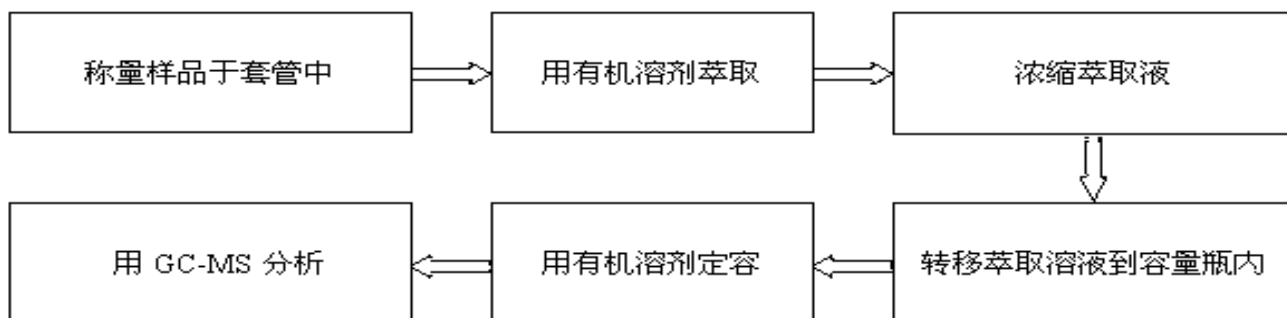 称量样品于套管中
用有机溶剂萃取
浓缩萃取液
转移萃取溶液到容量瓶内
用有机溶剂定容
用 GC-MS 分析